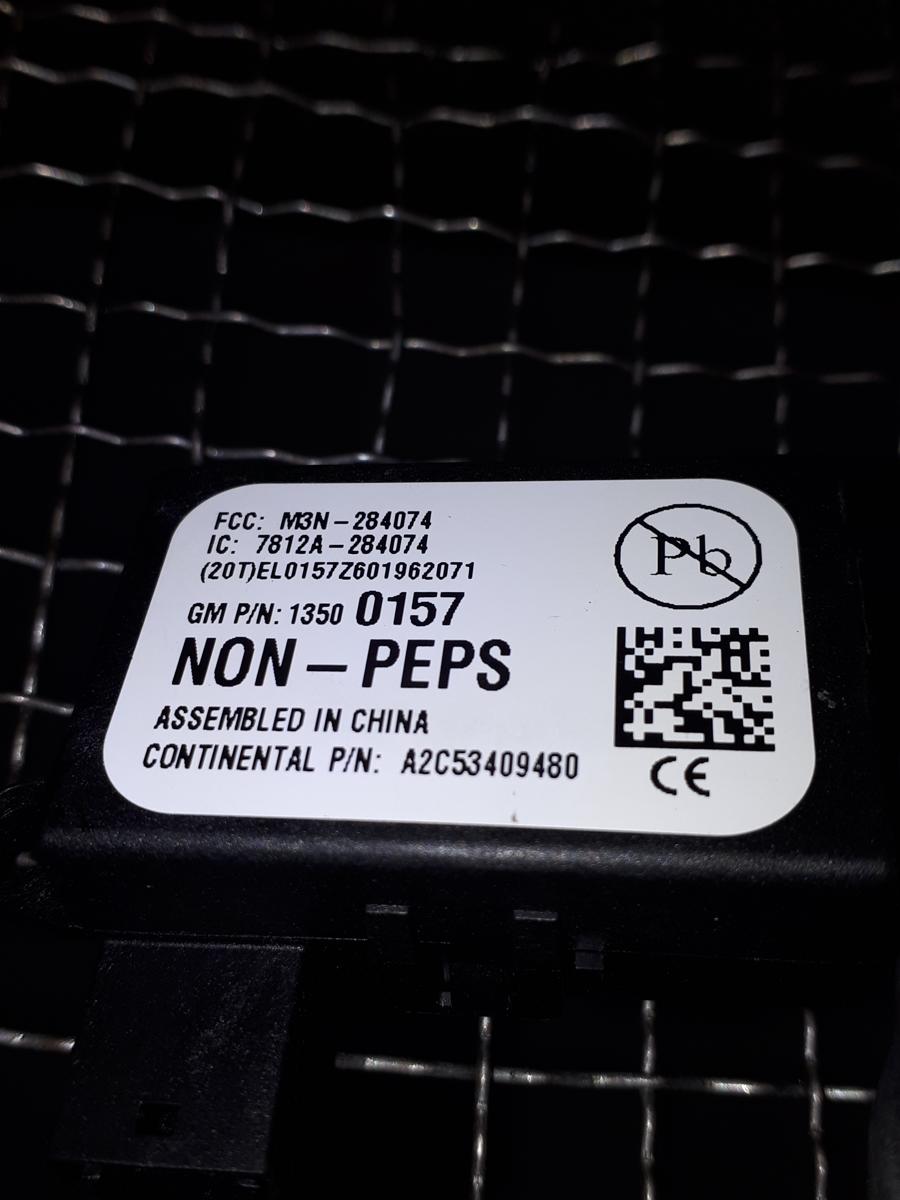 FCC: M3N-284074
IC: 7812A-284074
(20T)EL0157Z601962071
GM P/N: 1350 0157
NON-PEPS
ASSEMBLED IN CHINA
CONTINENTAL P/N: A2C53409480
Pb
CE